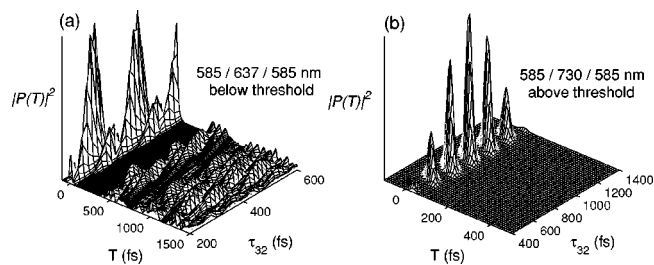 (a)
585 / 637 / 585 nm
below threshold
|P(T)|²
0
500
1000
1500
T (fs)
200
400
600
τ₃₂ (fs)
(b)
585 / 730 / 585 nm
above threshold
|P(T)|²
0
200
400
T (fs)
400
600
800
1000
1200
1400
τ₃₂ (fs)